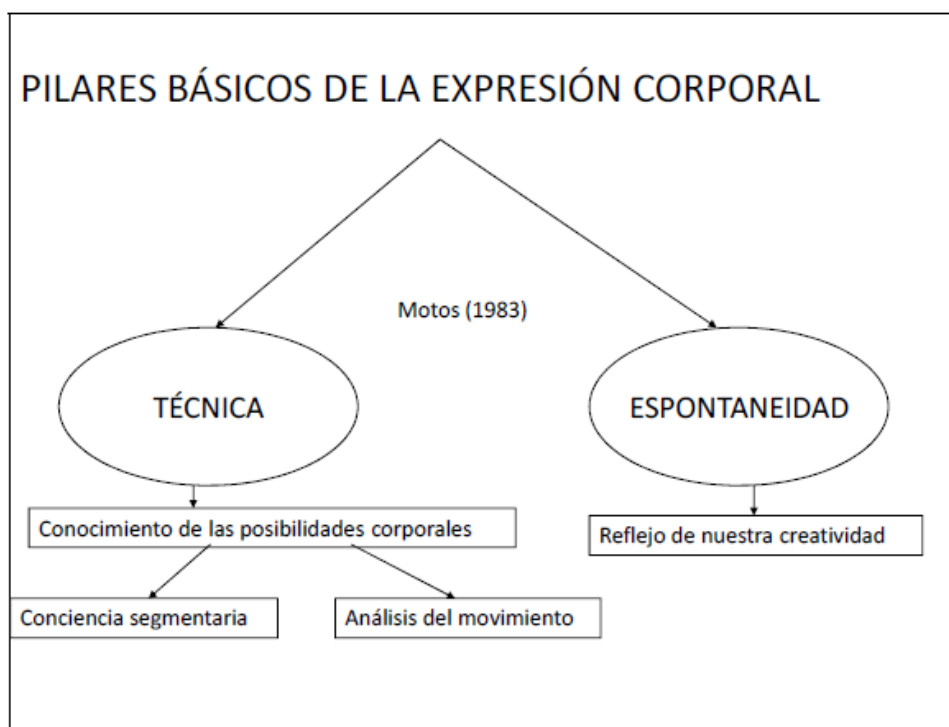 PILARES BÁSICOS DE LA EXPRESIÓN CORPORAL
Motos (1983)
TÉCNICA
ESPONTANEIDAD
Conocimiento de las posibilidades corporales
Reflejo de nuestra creatividad
Conciencia segmentaria
Análisis del movimiento